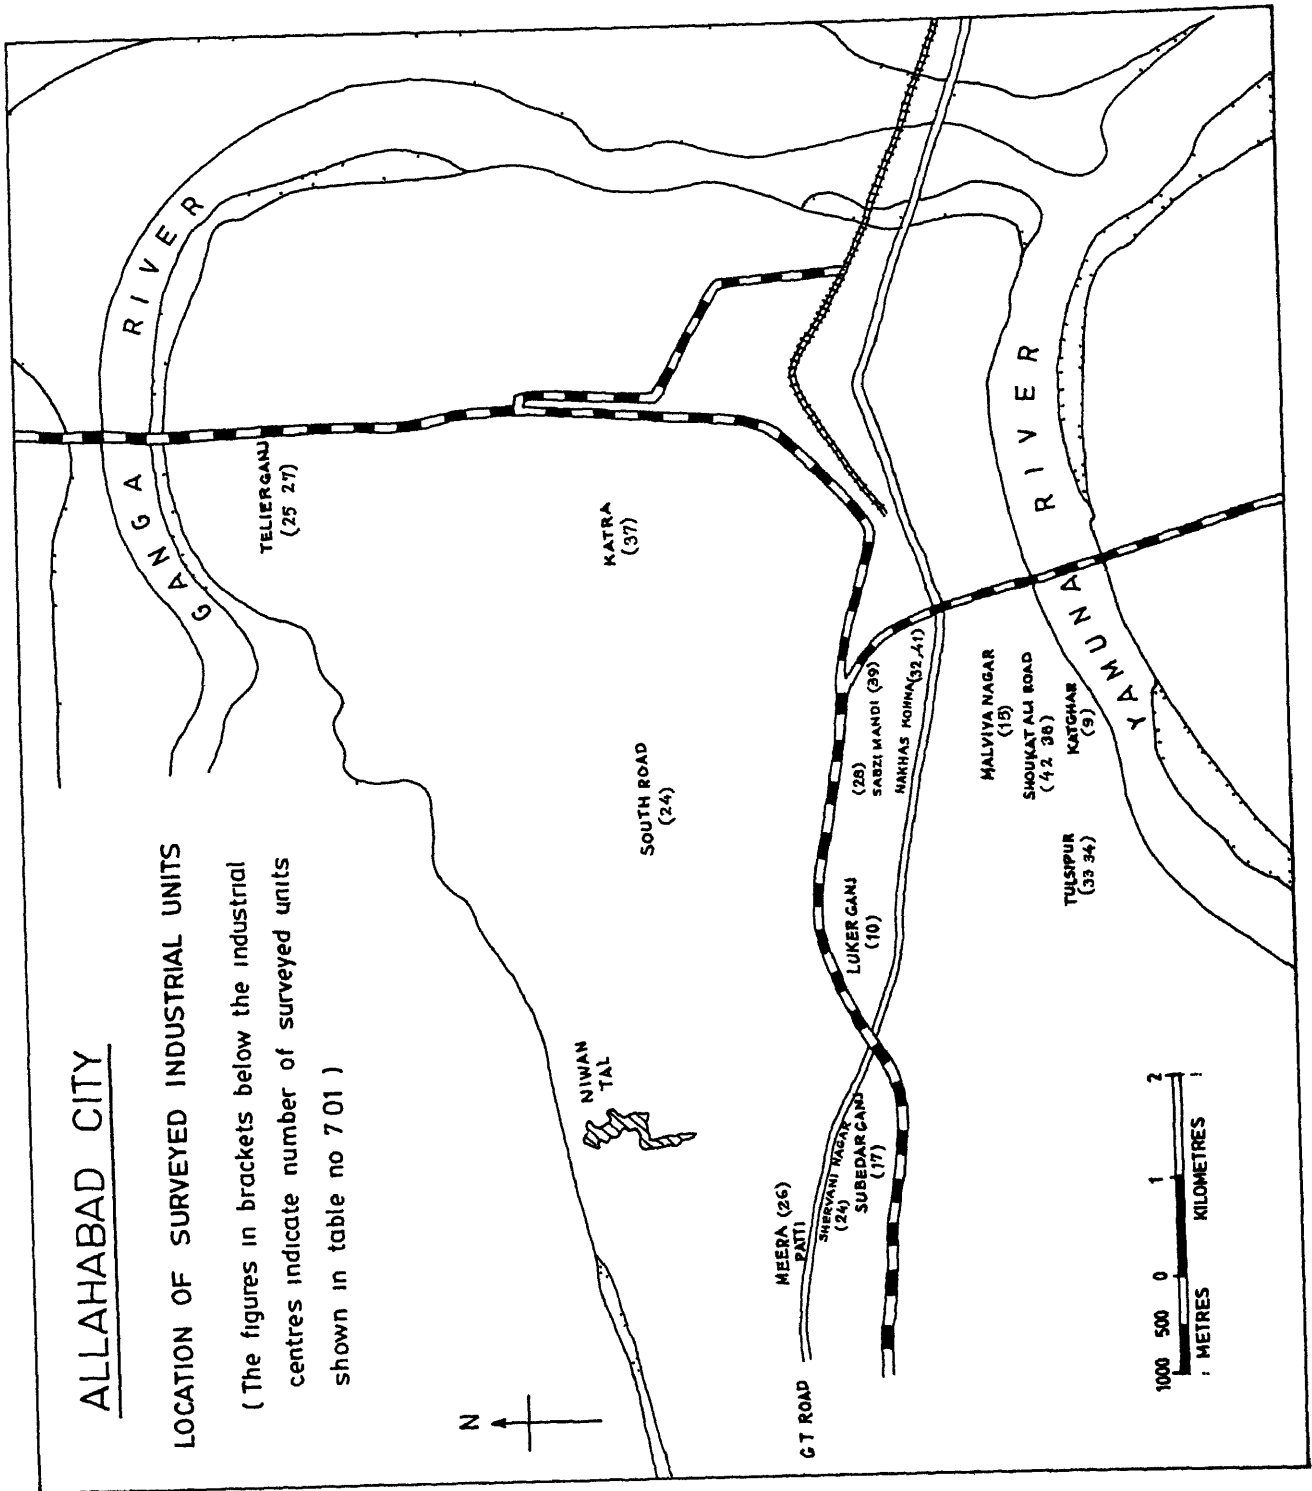 ALLAHABAD CITY
LOCATION OF SURVEYED INDUSTRIAL UNITS
(The figures in brackets below the industrial
centres indicate number of surveyed units
shown in table no 7 01 )
N
GANGA RIVER
TELIERGANJ
(25 27)
KATRA
(37)
SOUTH ROAD
(24)
NIWAN
TAL
MEERA (26)
PATTI
G T ROAD
SHERVANI NAGAR
(24)
SUBEDARGANJ
(17)
LUKERGANJ
(10)
(28)
SABZI MANDI (39)
NAKHAS KOHNA (32,41)
MALVIYA NAGAR
(15)
SHOUKAT ALI ROAD
(42 38)
KATGHAR
(9)
TULSIPUR
(33 34)
YAMUNA RIVER
1000 500 0 1 2
METRES KILOMETRES